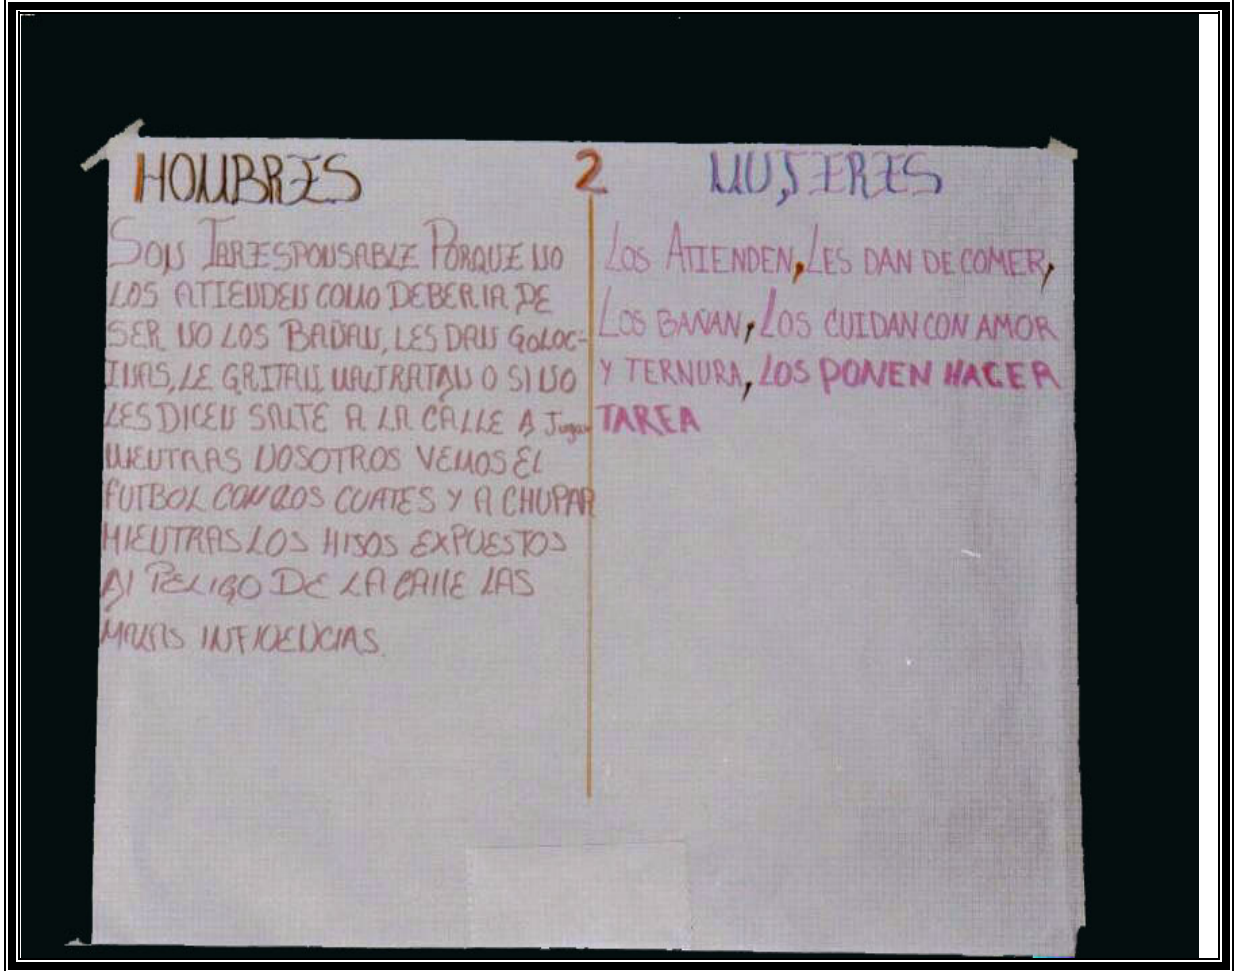 HOMBRES
2
MUJERES
SON IRRESPONSABLE PORQUE NO
LOS ATIENDEN COMO DEBERIA DE
SER NO LOS BAÑAN, LES DAN GOLOC-
INAS, LE GRITAN MALTRATAN O SI NO
LES DICEN SALTE A LA CALLE A Jugar
MIENTRAS NOSOTROS VEMOS EL
FUTBOL CON LOS CUATES Y A CHUPAR
MIENTRAS LOS HIJOS EXPUESTOS
Al PELIGO DE LA CAllE LAS
MALAS INFlUENCIAS.
LOS ATIENDEN, LES DAN DE COMER,
LOS BAÑAN, LOS CUIDAN CON AMOR
Y TERNURA, LOS PONEN HACER
TAREA